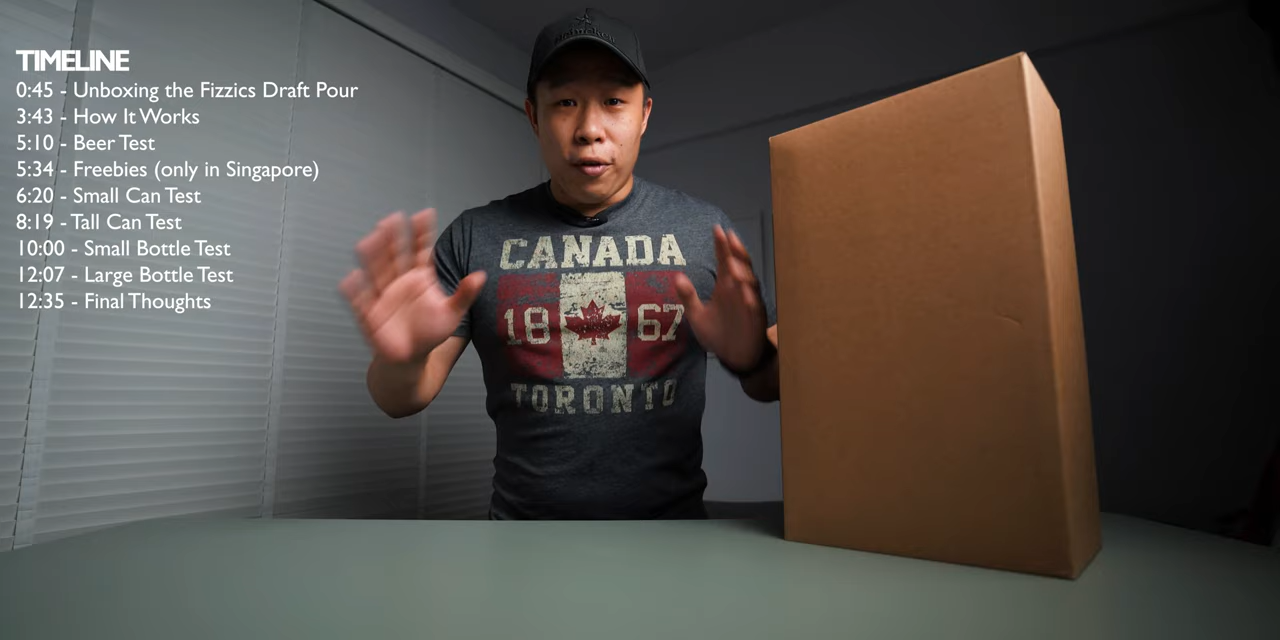 TIMELINE
0:45 - Unboxing the Fizzics Draft Pour
3:43 - How It Works
5:10 - Beer Test
5:34 - Freebies (only in Singapore)
6:20 - Small Can Test
8:19 - Tall Can Test
10:00 - Small Bottle Test
12:07 - Large Bottle Test
12:35 - Final Thoughts
CANADA
18 67
TORONTO